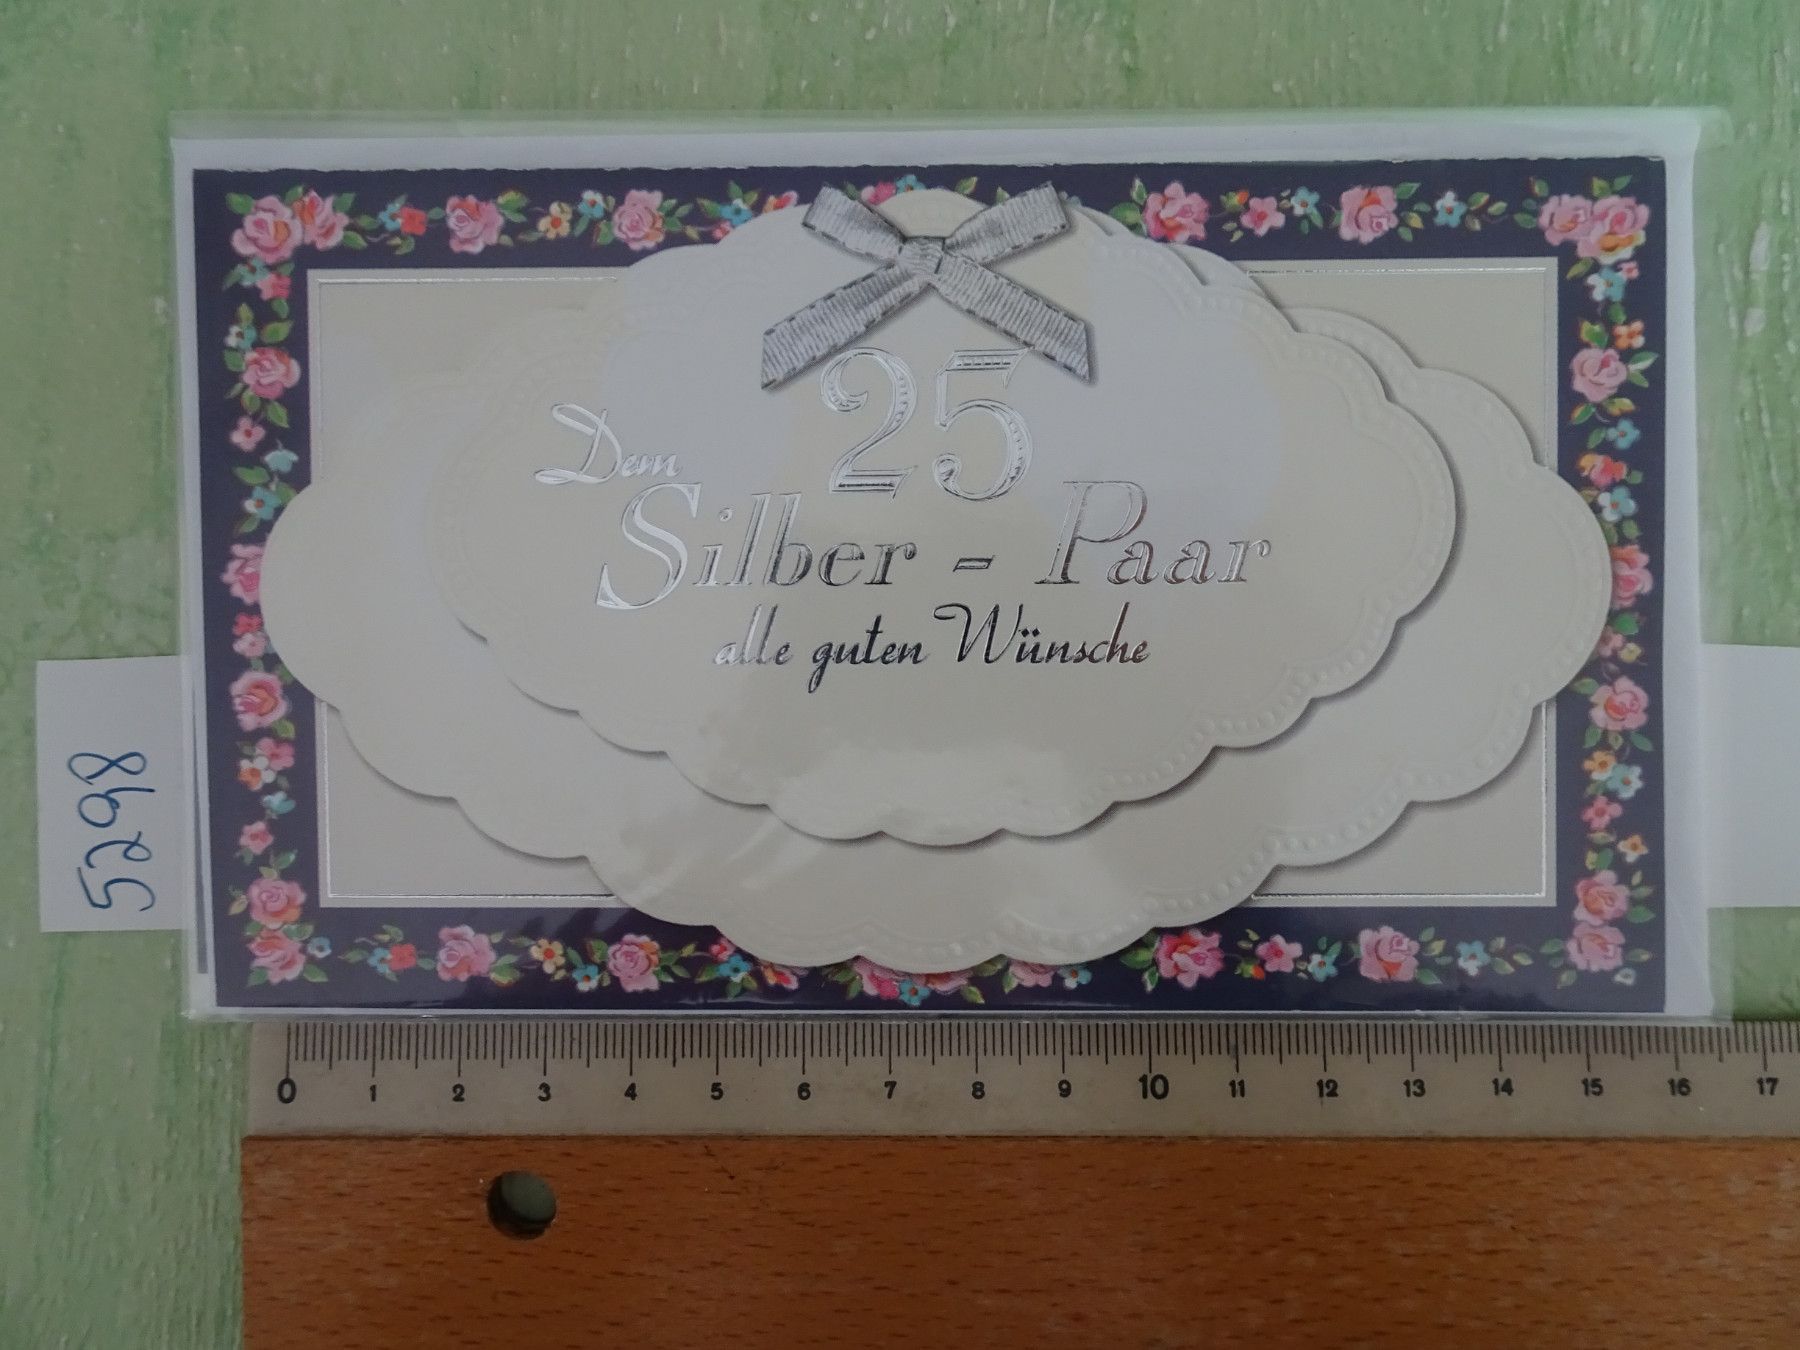 25
Dem
Silber - Paar
alle guten Wünsche
5298
0 1 2 3 4 5 6 7 8 9 10 11 12 13 14 15 16 17